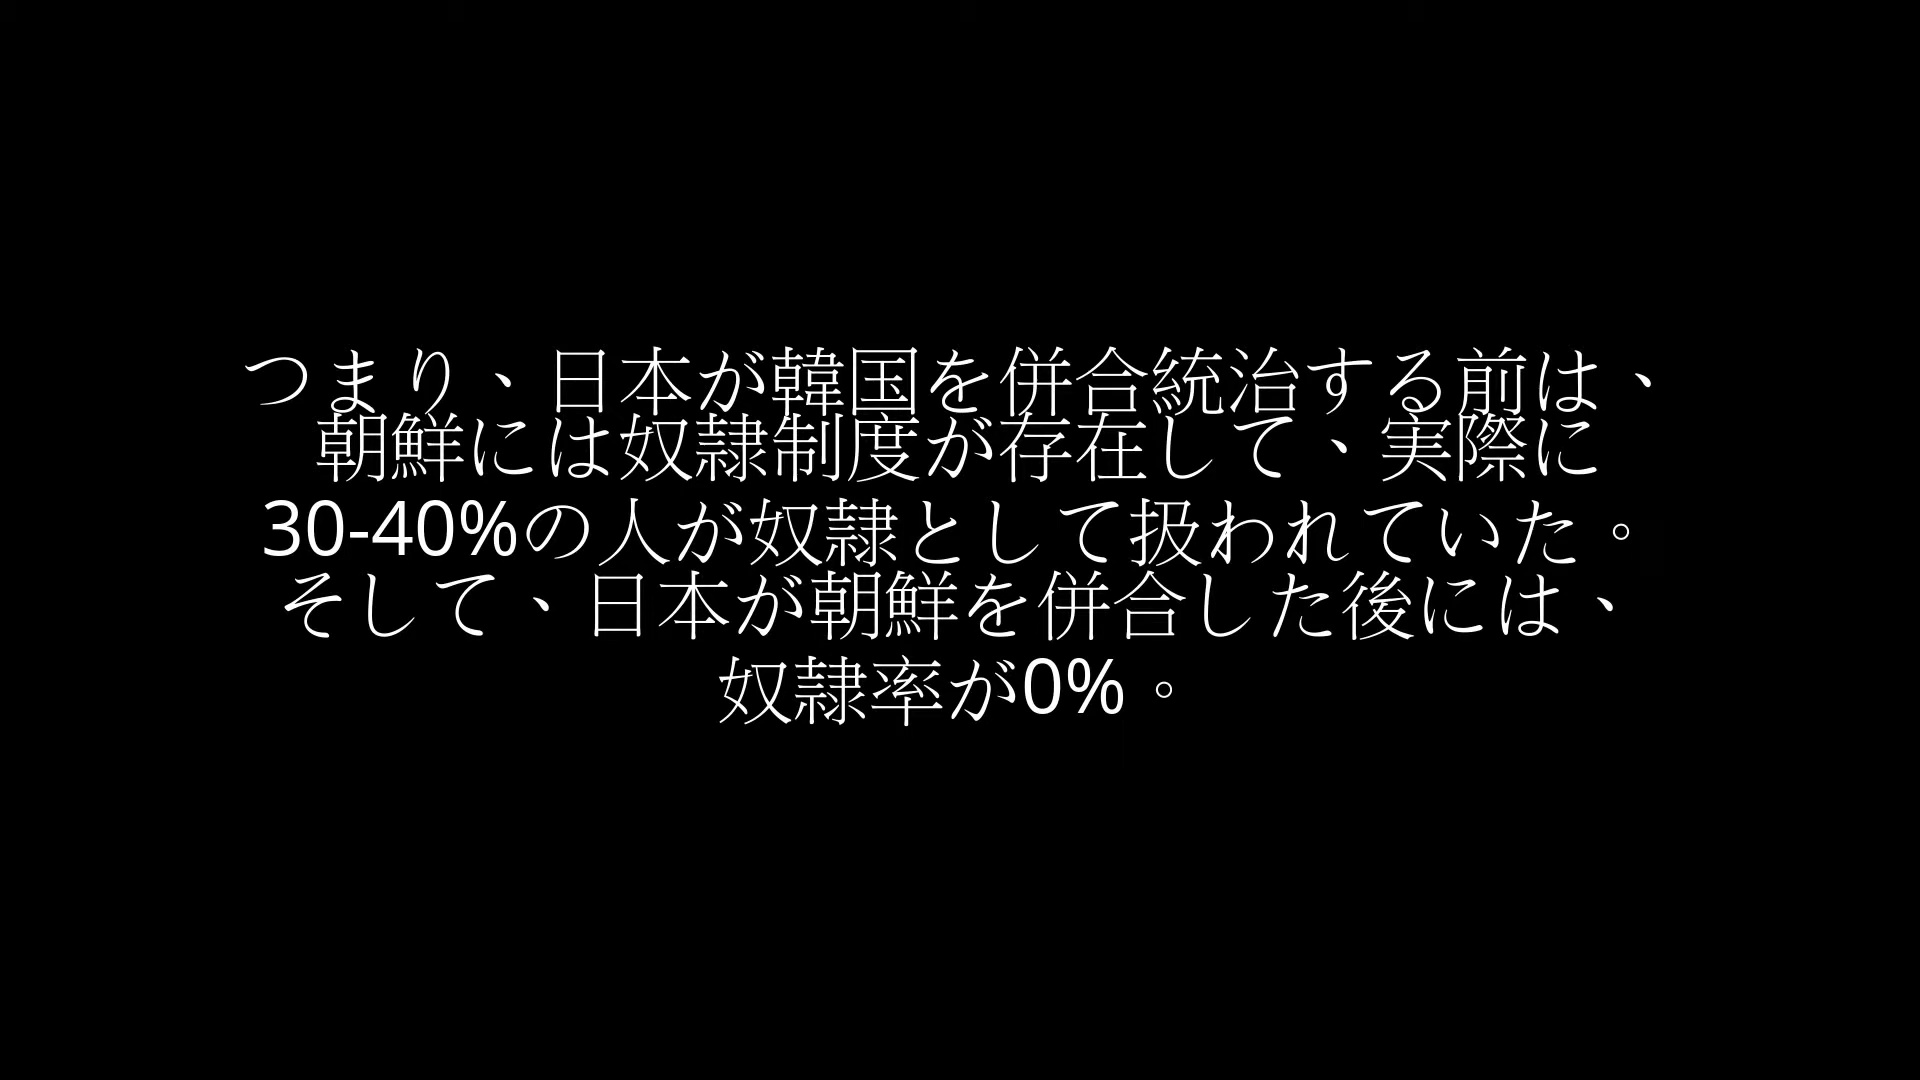 つまり、日本が韓国を併合統治する前は、
朝鮮には奴隷制度が存在して、実際に
30-40%の人が奴隷として扱われていた。
そして、日本が朝鮮を併合した後には、
奴隷率が0%。